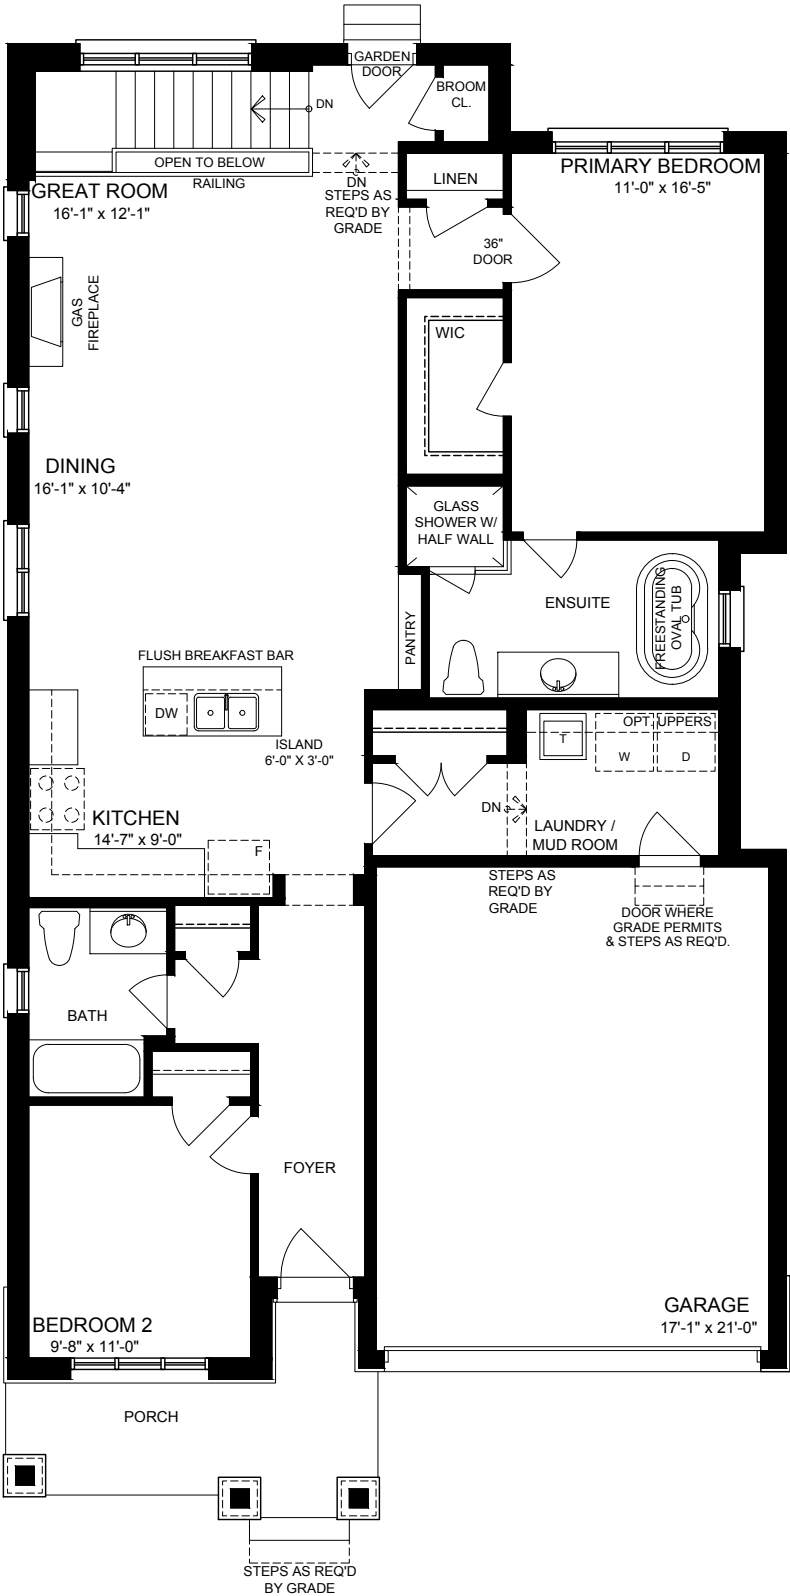 GARDEN
DOOR
BROOM
CL.
DN
OPEN TO BELOW
RAILING
GREAT ROOM
16'-1" x 12'-1"
DN
STEPS AS
REQ'D BY
GRADE
LINEN
PRIMARY BEDROOM
11'-0" x 16'-5"
36"
DOOR
GAS
FIREPLACE
WIC
DINING
16'-1" x 10'-4"
GLASS
SHOWER W/
HALF WALL
ENSUITE
FREESTANDING
OVAL TUB
PANTRY
FLUSH BREAKFAST BAR
DW
ISLAND
6'-0" X 3'-0"
OPT. UPPERS
T
W
D
KITCHEN
14'-7" x 9'-0"
F
DN
LAUNDRY /
MUD ROOM
STEPS AS
REQ'D BY
GRADE
DOOR WHERE
GRADE PERMITS
& STEPS AS REQ'D.
BATH
FOYER
BEDROOM 2
9'-8" x 11'-0"
GARAGE
17'-1" x 21'-0"
PORCH
STEPS AS REQ'D
BY GRADE